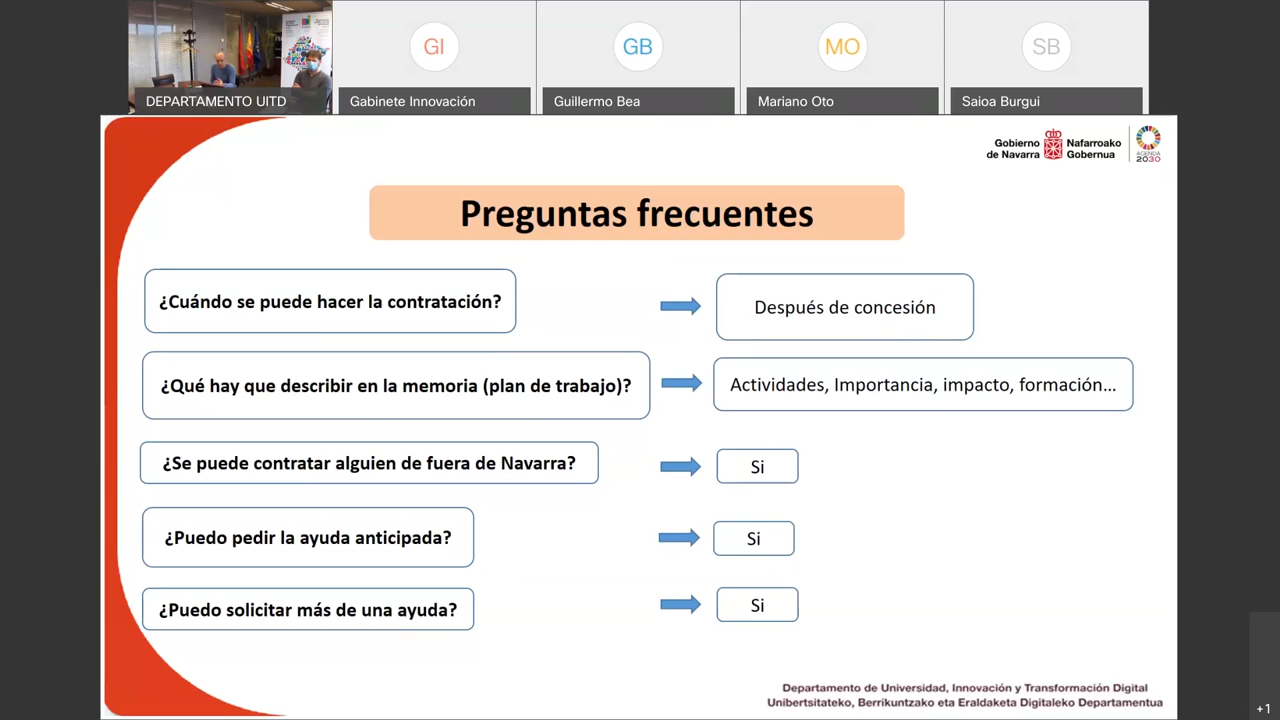 GI
GB
MO
SB
DEPARTAMENTO UITD
Gabinete Innovación
Guillermo Bea
Mariano Oto
Saioa Burgui
Gobierno de Navarra
Nafarroako Gobernua
AGENDA 2030
Preguntas frecuentes
¿Cuándo se puede hacer la contratación?
Después de concesión
¿Qué hay que describir en la memoria (plan de trabajo)?
Actividades, Importancia, impacto, formación...
¿Se puede contratar alguien de fuera de Navarra?
Si
¿Puedo pedir la ayuda anticipada?
Si
¿Puedo solicitar más de una ayuda?
Si
Departamento de Universidad, Innovación y Transformación Digital
Unibertsitateko, Berrikuntzako eta Eraldaketa Digitaleko Departamentua
+1